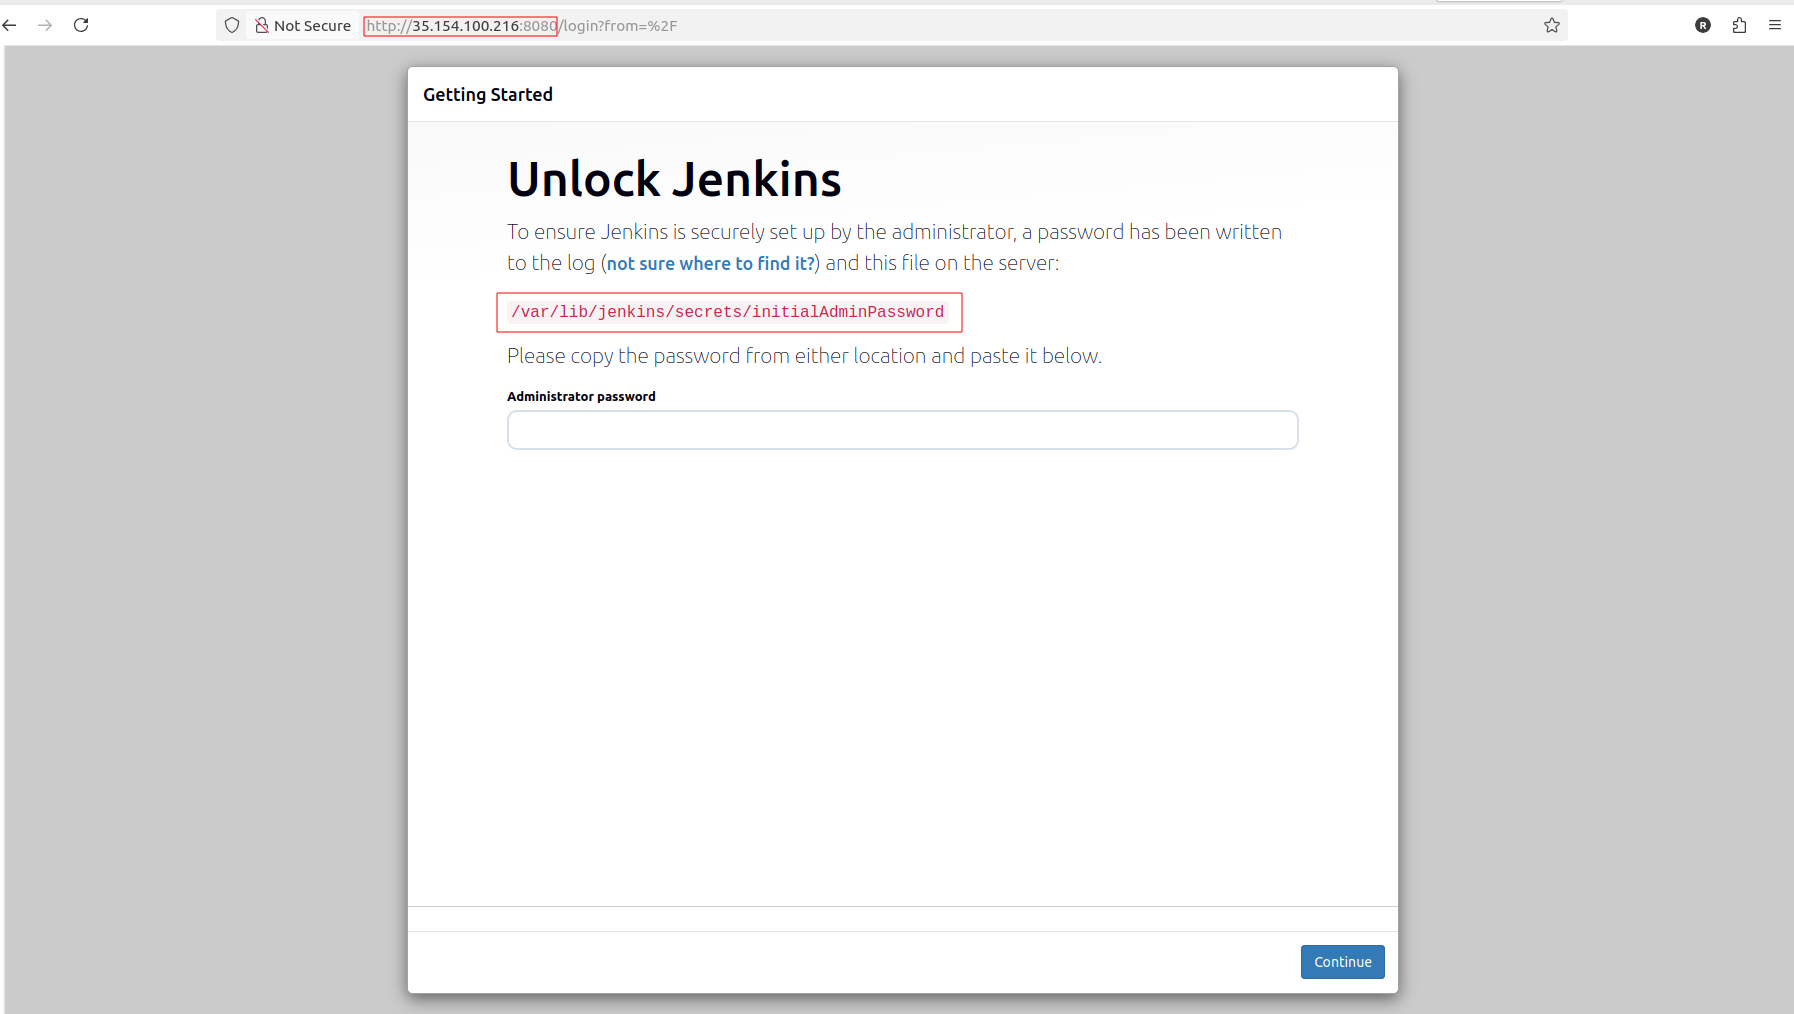 Not Secure http://35.154.100.216:8080/login?from=%2F
R
Getting Started
Unlock Jenkins
To ensure Jenkins is securely set up by the administrator, a password has been written
to the log (not sure where to find it?) and this file on the server:
/var/lib/jenkins/secrets/initialAdminPassword
Please copy the password from either location and paste it below.
Administrator password
Continue